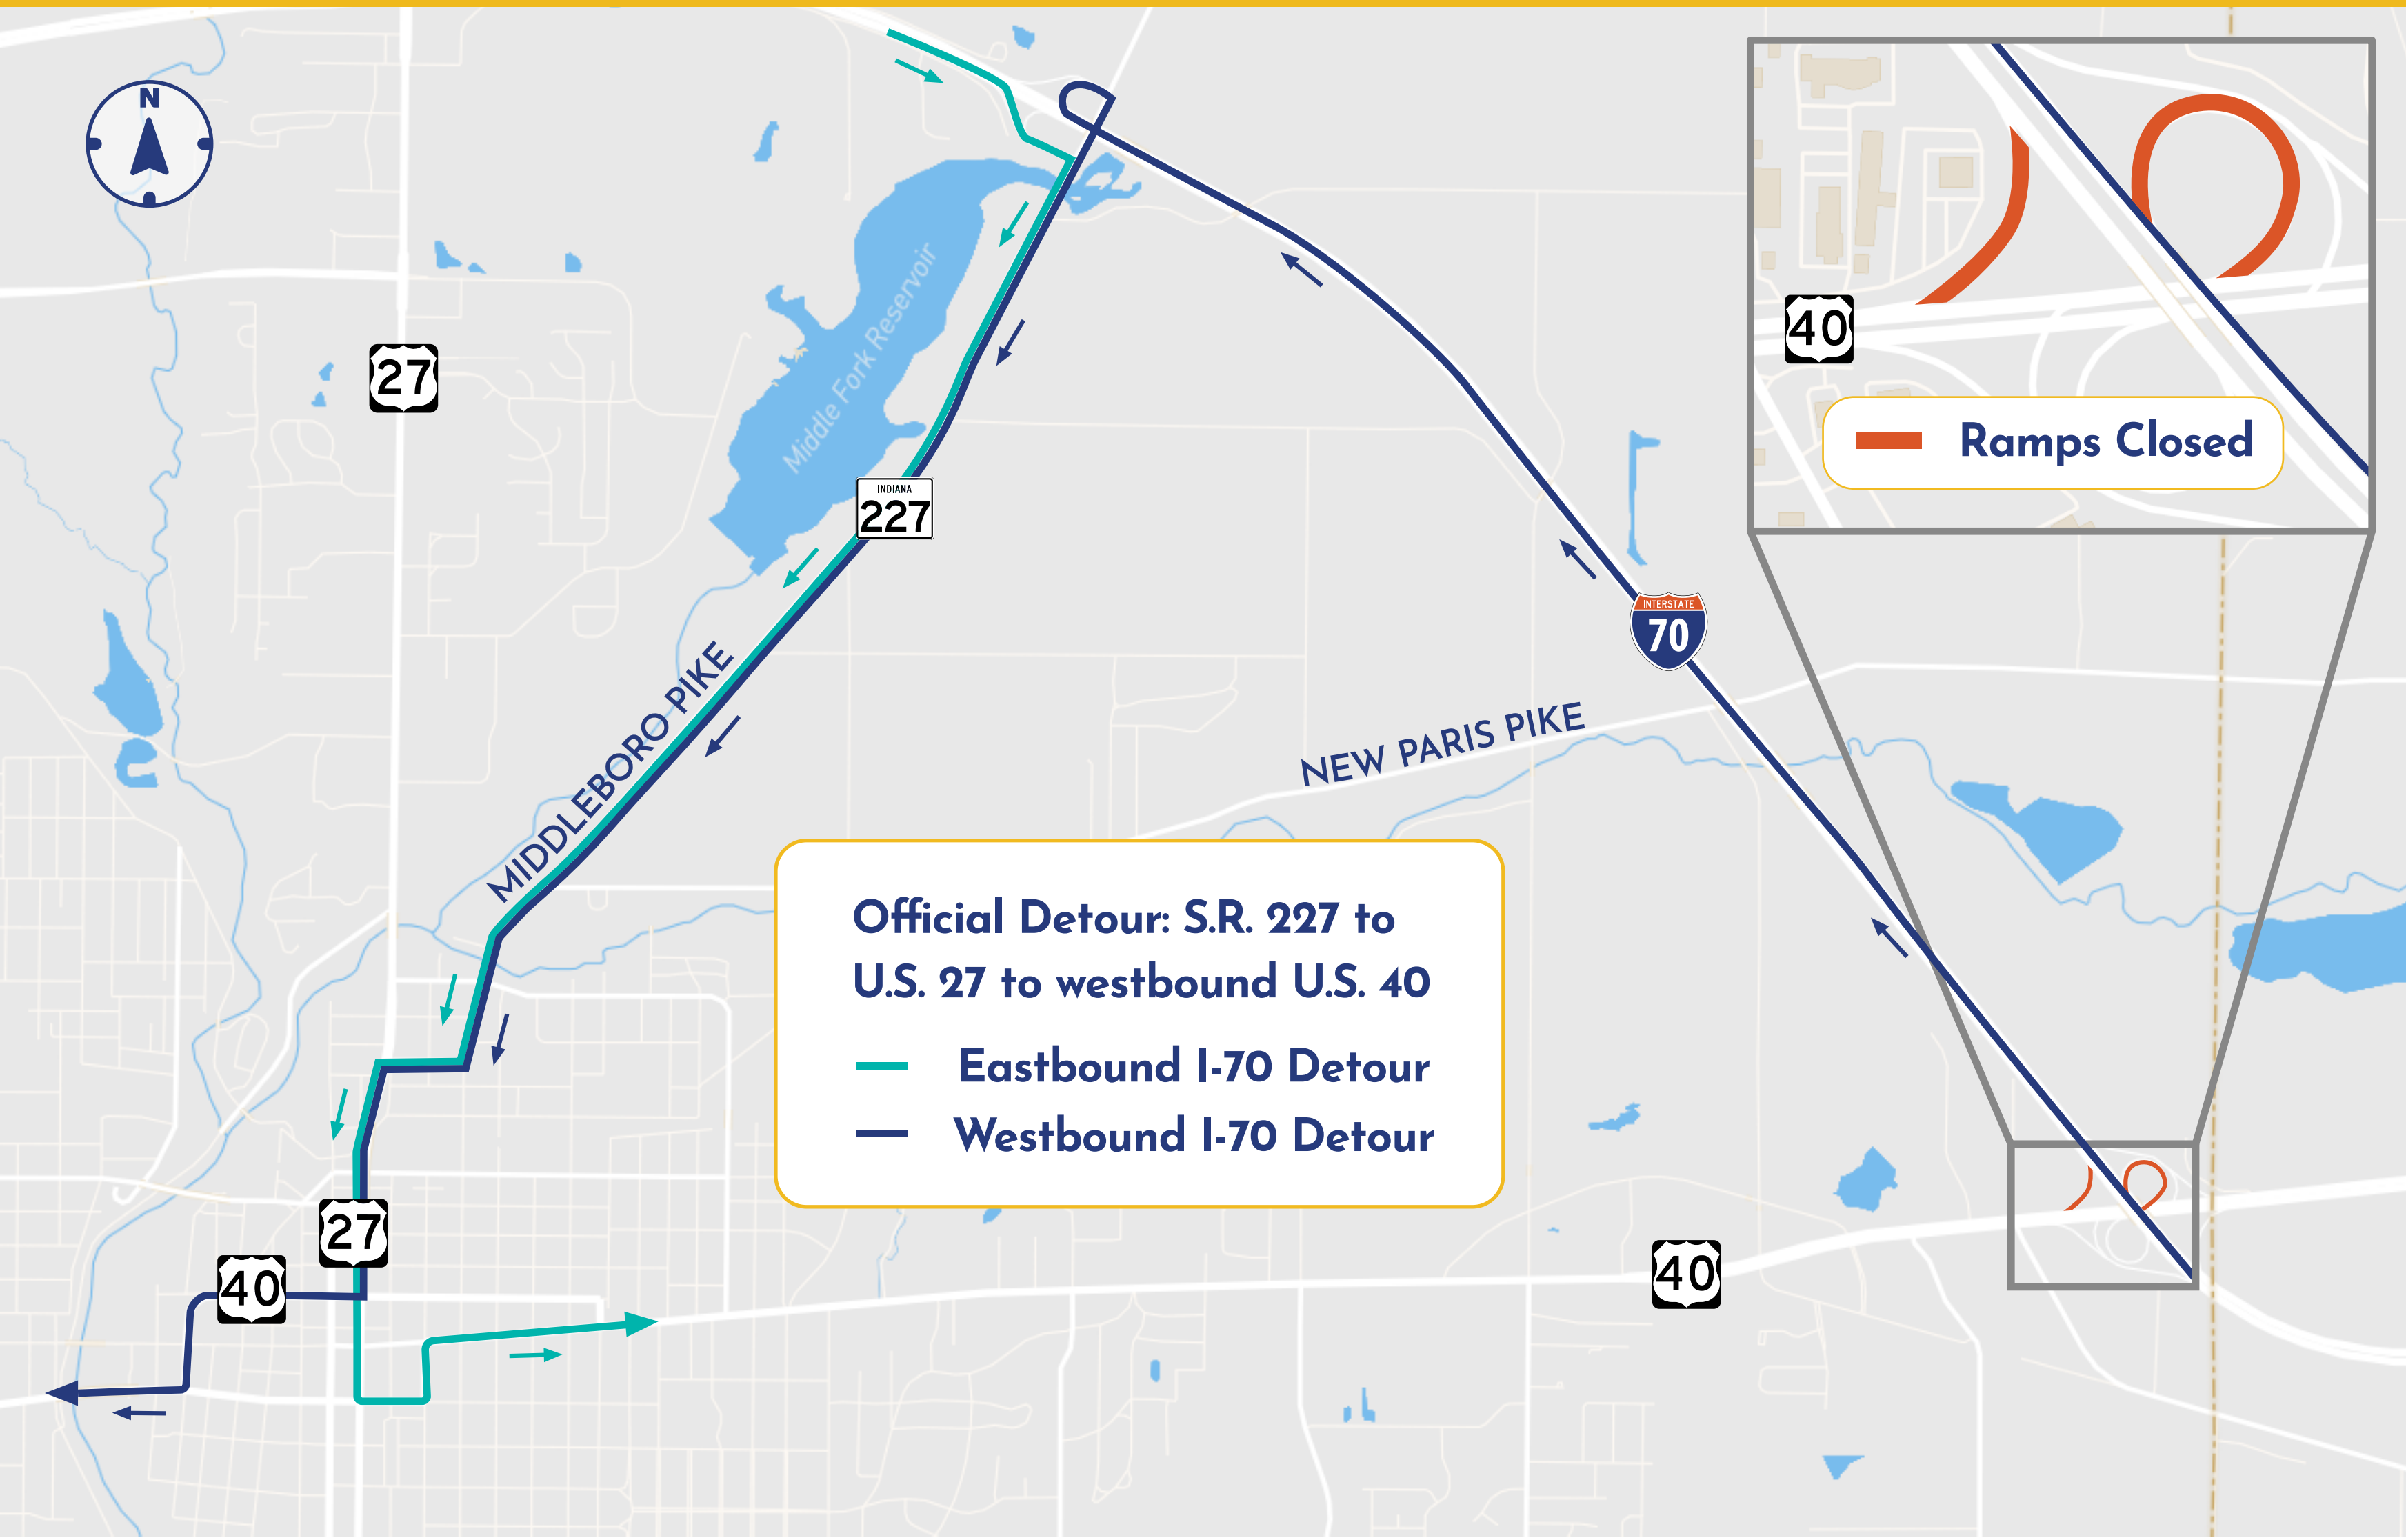 N
27
Middle Fork Reservoir
INDIANA
227
40
Ramps Closed
INTERSTATE
70
MIDDLEBORO PIKE
NEW PARIS PIKE
Official Detour: S.R. 227 to
U.S. 27 to westbound U.S. 40
Eastbound I-70 Detour
Westbound I-70 Detour
27
40
40